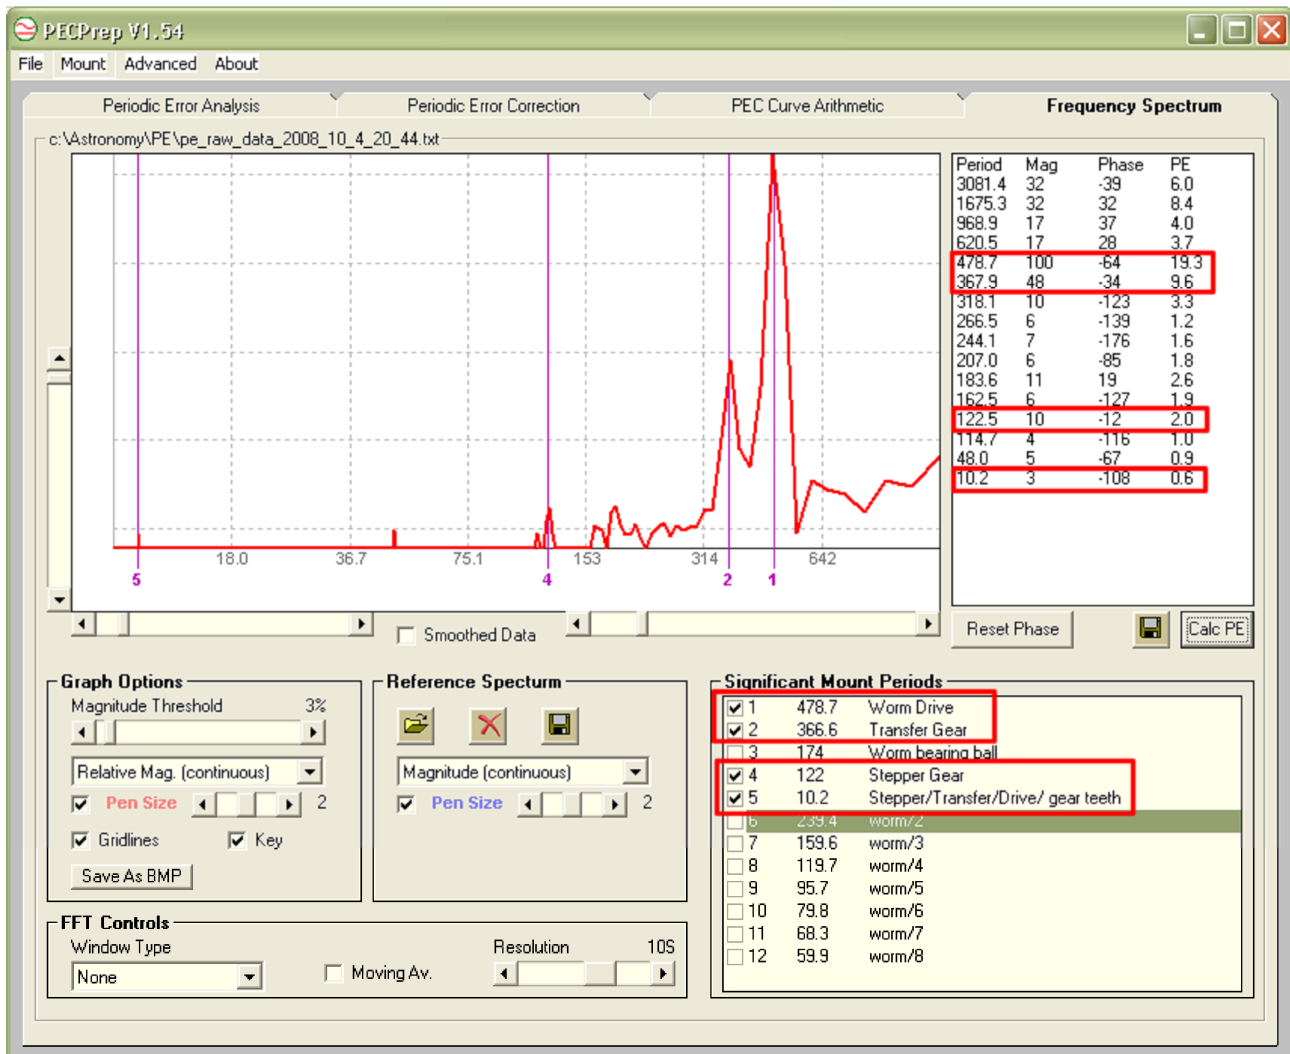 PECPrep V1.54
File Mount Advanced About
Periodic Error Analysis Periodic Error Correction PEC Curve Arithmetic Frequency Spectrum
c:\Astronomy\PE\pe_raw_data_2008_10_4_20_44.txt
Period Mag Phase PE
3081.4 32 -39 6.0
1675.3 32 32 8.4
968.9 17 37 4.0
620.5 17 28 3.7
478.7 100 -64 19.3
367.9 48 -34 9.6
318.1 10 -123 3.3
266.5 6 -139 1.2
244.1 7 -176 1.6
207.0 6 -85 1.8
183.6 11 19 2.6
162.5 6 -127 1.9
122.5 10 -12 2.0
114.7 4 -116 1.0
48.0 5 -67 0.9
10.2 3 -108 0.6
18.0 36.7 75.1 153 314 642
5 4 2 1
Smoothed Data
Reset Phase Calc PE
Graph Options
Magnitude Threshold 3%
Relative Mag. (continuous)
Pen Size 2
Gridlines Key
Save As BMP
Reference Specturm
Magnitude (continuous)
Pen Size 2
FFT Controls
Window Type
None
Moving Av.
Resolution 10S
Significant Mount Periods
1 478.7 Worm Drive
2 366.6 Transfer Gear
3 174 Worm bearing ball
4 122 Stepper Gear
5 10.2 Stepper/Transfer/Drive/ gear teeth
6 239.4 worm/2
7 159.6 worm/3
8 119.7 worm/4
9 95.7 worm/5
10 79.8 worm/6
11 68.3 worm/7
12 59.9 worm/8